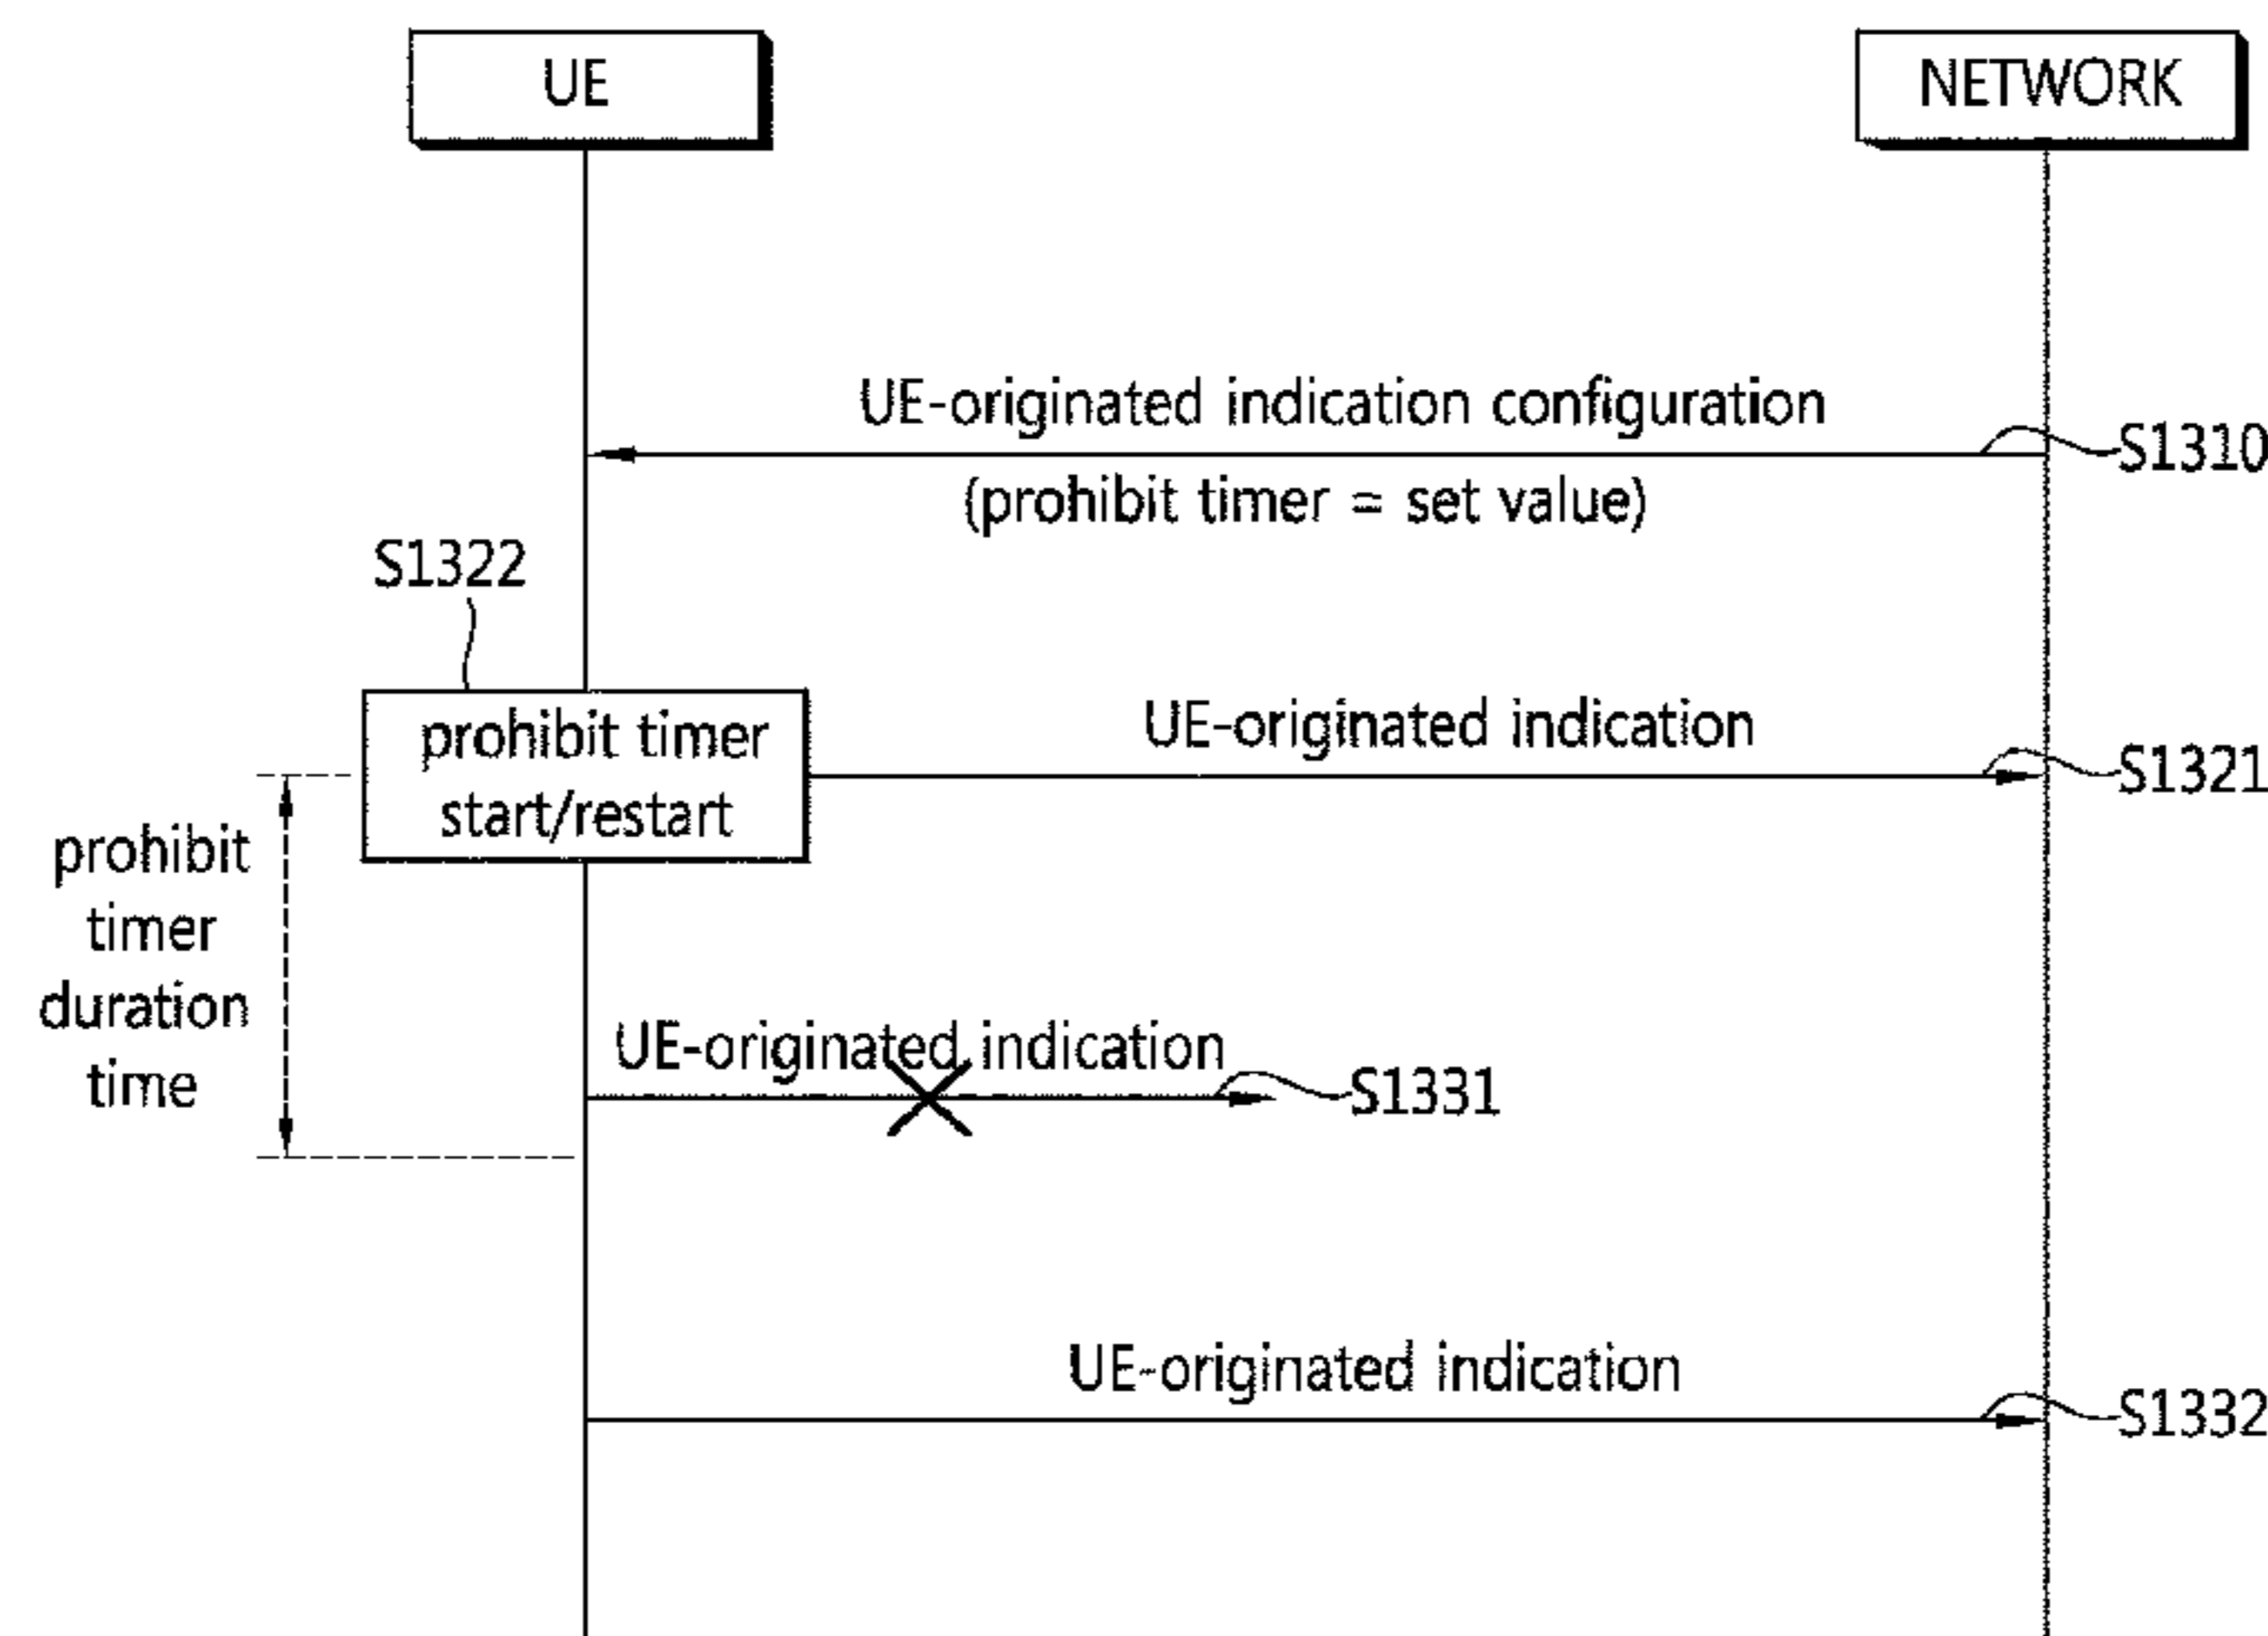 UE
NETWORK
UE-originated indication configuration
S1310
(prohibit timer = set value)
S1322
prohibit timer
start/restart
UE-originated indication
S1321
prohibit
timer
duration
time
UE-originated indication
S1331
UE-originated indication
S1332